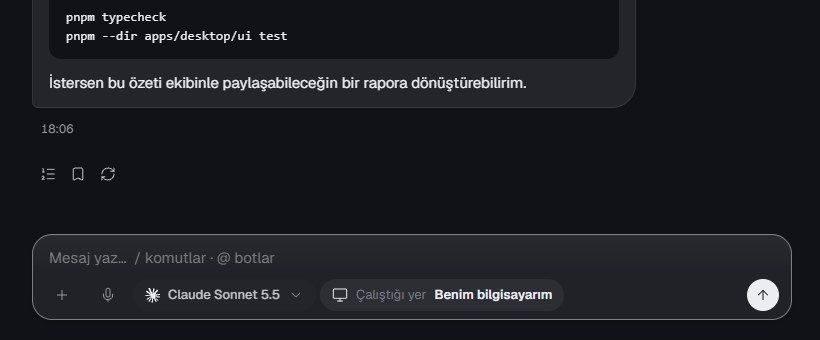 pnpm typecheck
pnpm --dir apps/desktop/ui test
İstersen bu özeti ekibinle paylaşabileceğin bir rapora dönüştürebilirim.
18:06
Mesaj yaz... / komutlar · @ botlar
Claude Sonnet 5.5
Çalıştığı yer Benim bilgisayarım